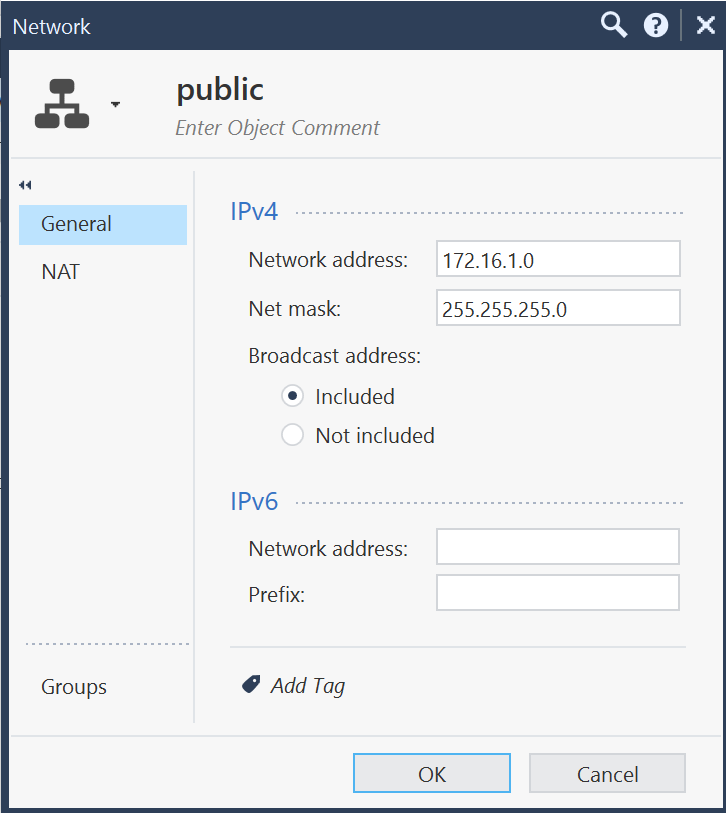 Network
public
Enter Object Comment
General
NAT
Groups
IPv4
Network address: 172.16.1.0
Net mask: 255.255.255.0
Broadcast address:
Included
Not included
IPv6
Network address:
Prefix:
Add Tag
OK Cancel